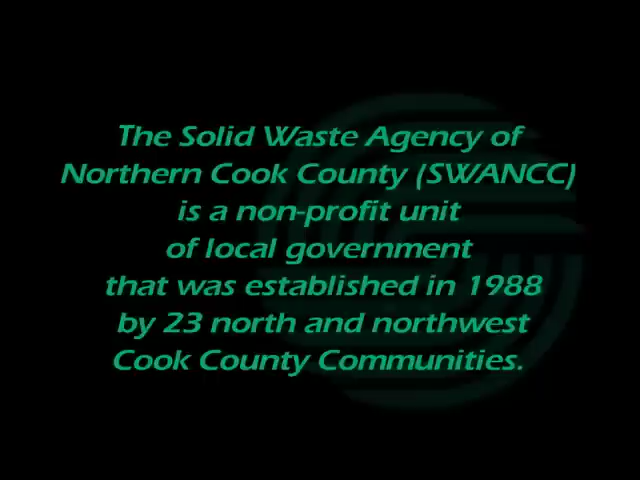 The Solid Waste Agency of
Northern Cook County (SWANCC)
is a non-profit unit
of local government
that was established in 1988
by 23 north and northwest
Cook County Communities.